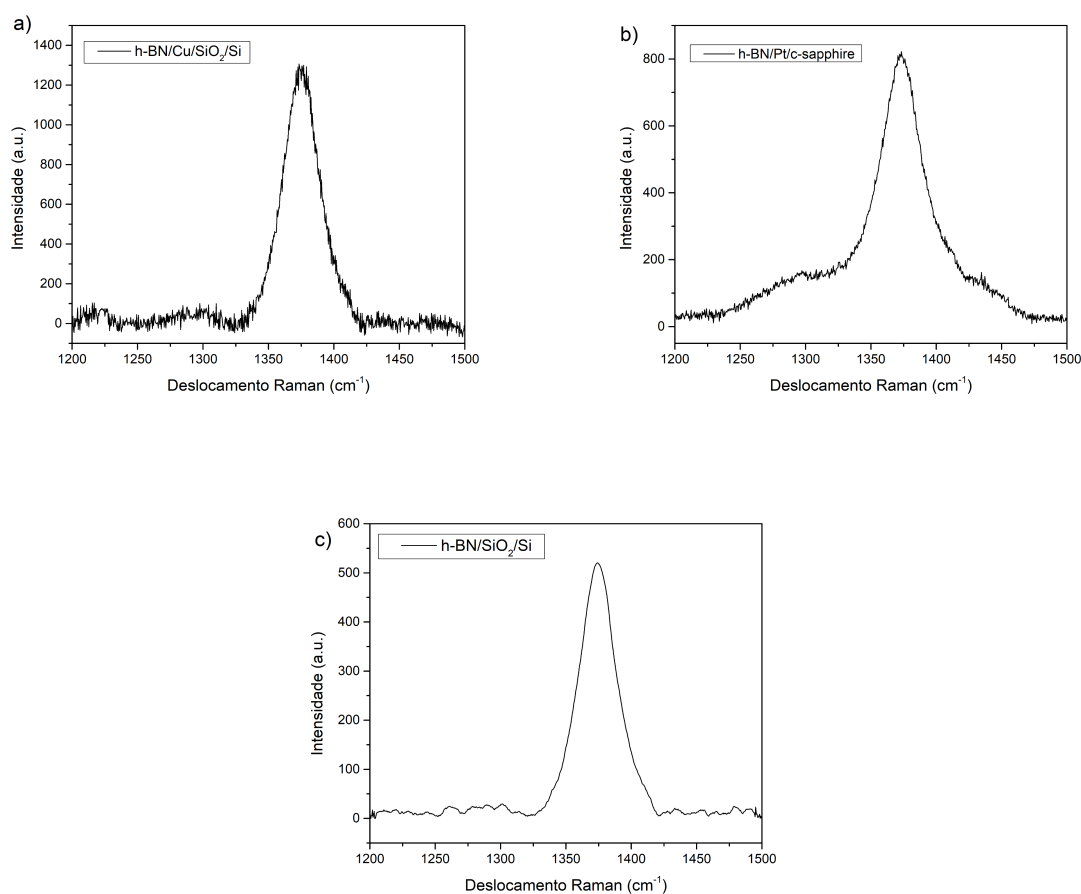 a)
h-BN/Cu/SiO₂/Si
Intensidade (a.u.)
1400
1200
1000
800
600
400
200
0
1200 1250 1300 1350 1400 1450 1500
Deslocamento Raman (cm⁻¹)
b)
h-BN/Pt/c-sapphire
Intensidade (a.u.)
800
600
400
200
0
1200 1250 1300 1350 1400 1450 1500
Deslocamento Raman (cm⁻¹)
c)
h-BN/SiO₂/Si
Intensidade (a.u.)
600
500
400
300
200
100
0
1200 1250 1300 1350 1400 1450 1500
Deslocamento Raman (cm⁻¹)